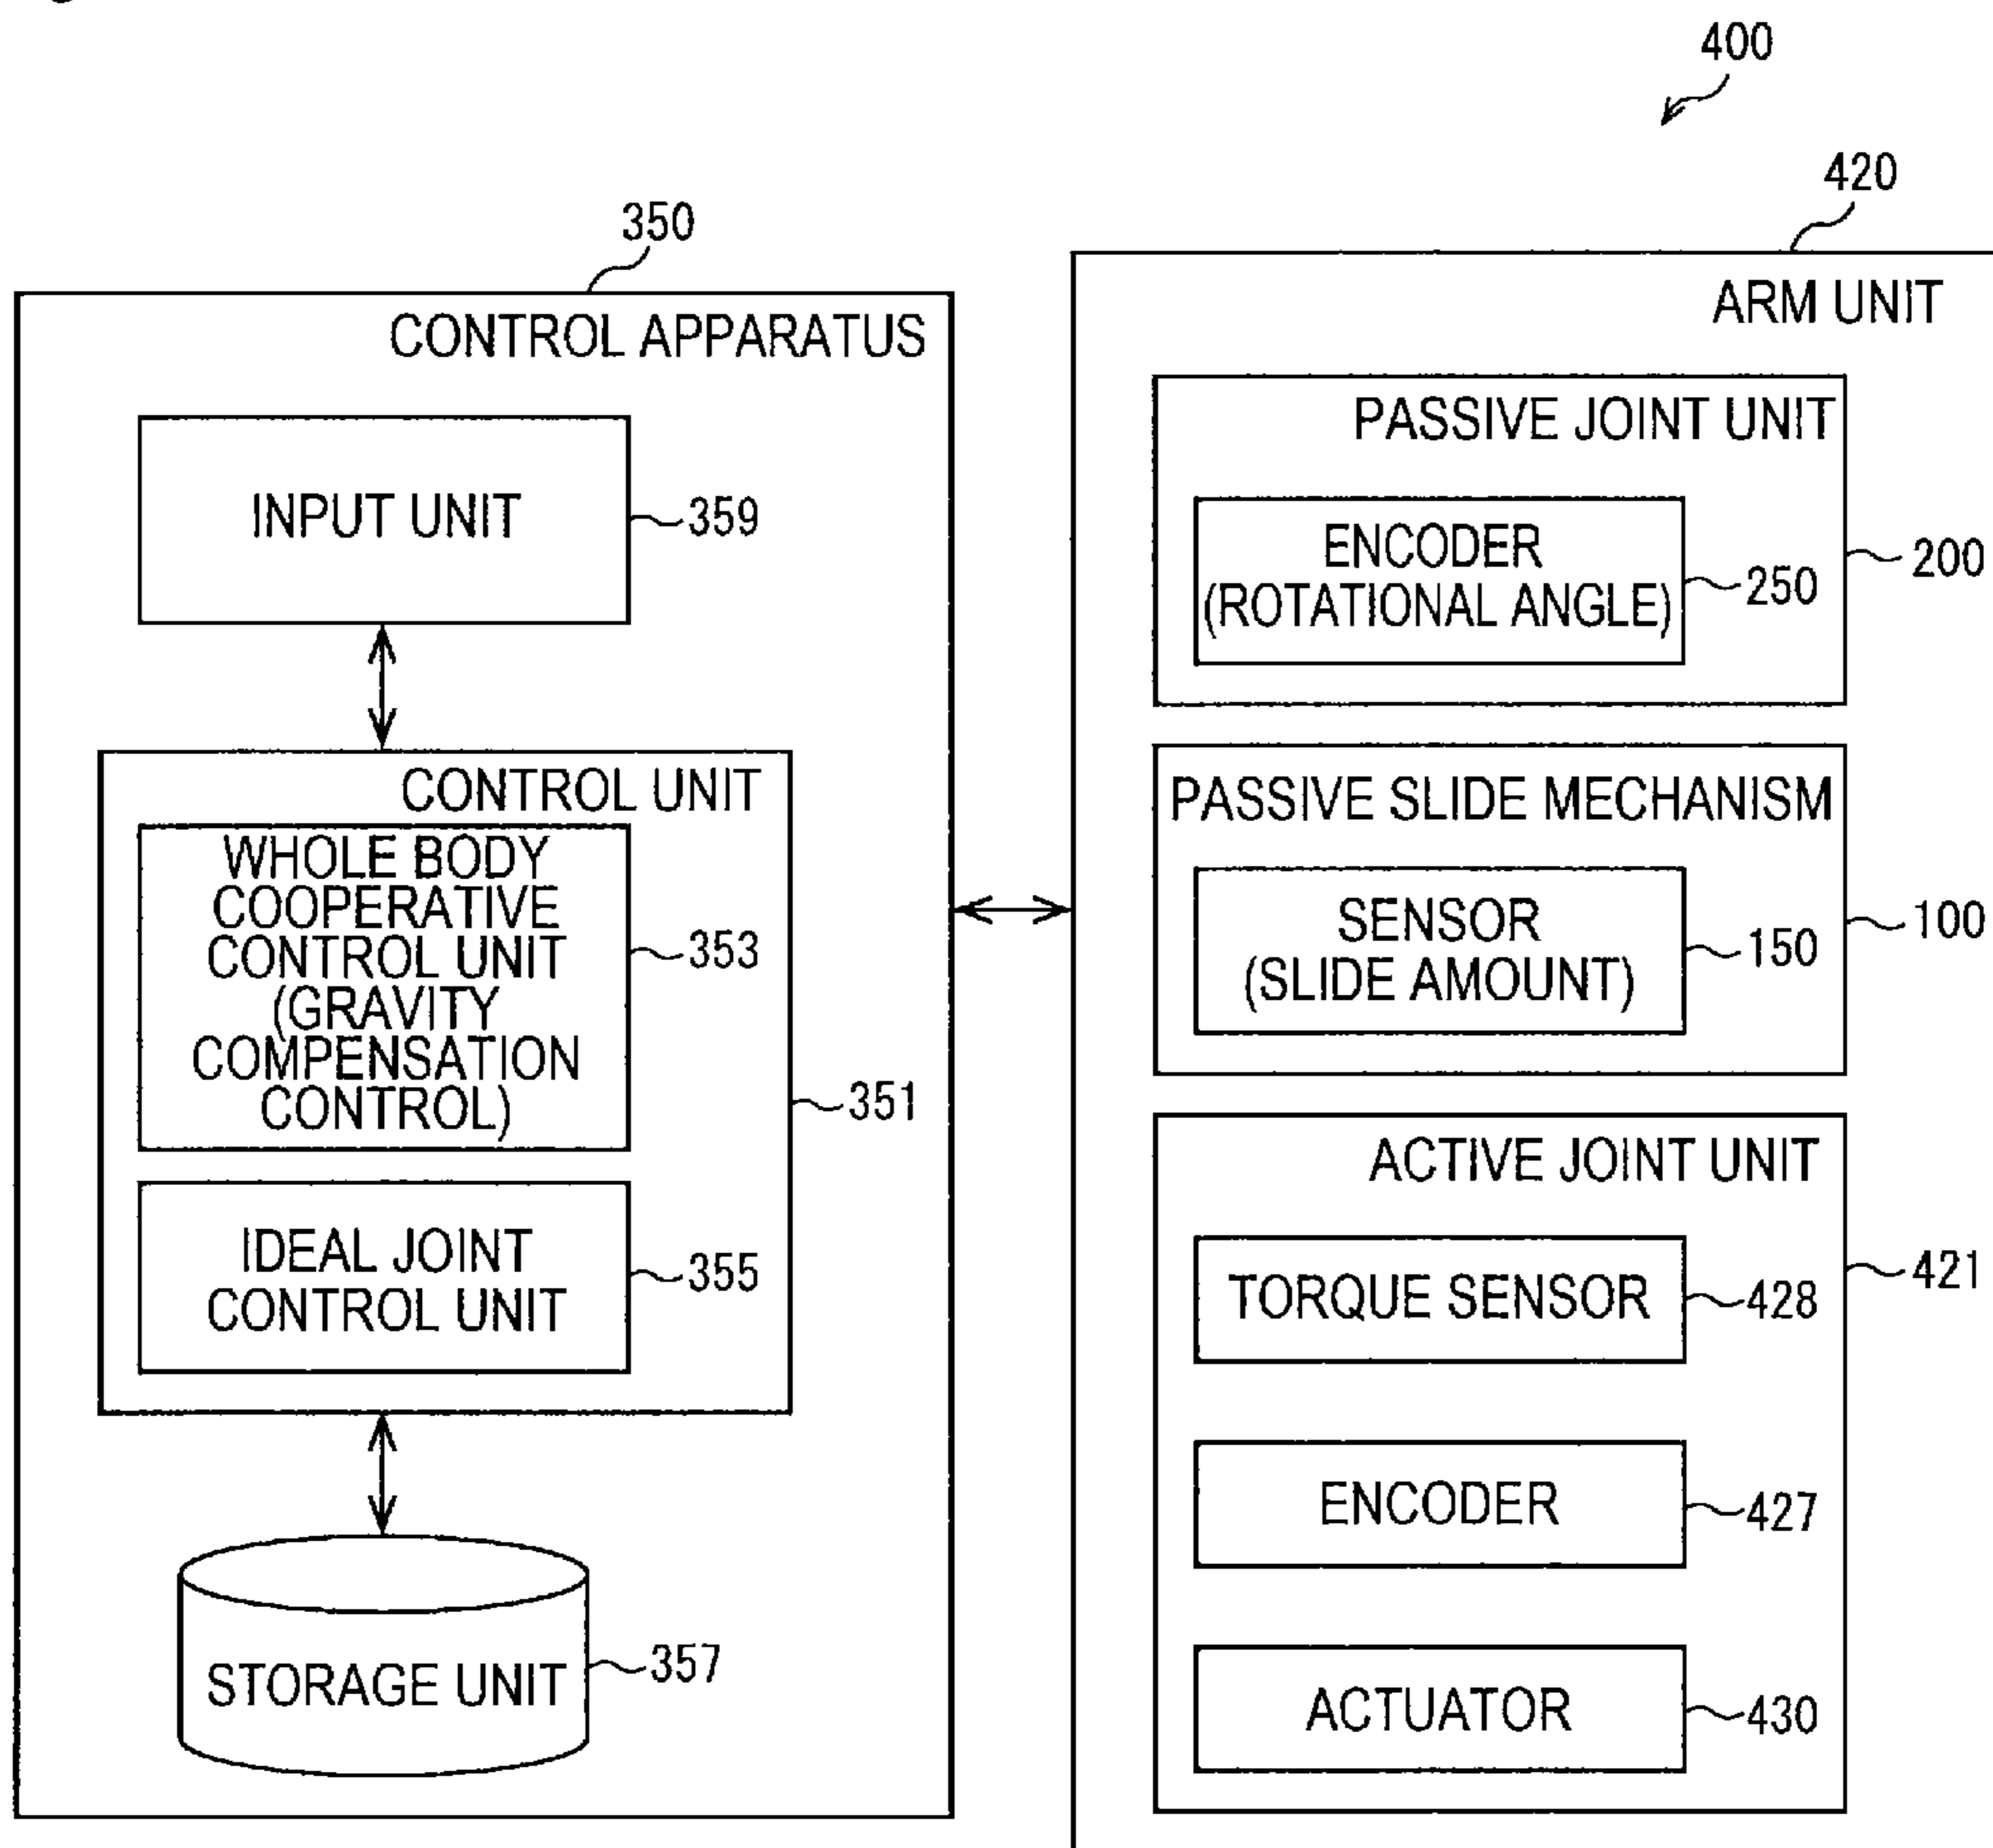 400
420
350
CONTROL APPARATUS
INPUT UNIT
359
CONTROL UNIT
WHOLE BODY
COOPERATIVE
CONTROL UNIT
(GRAVITY
COMPENSATION
CONTROL)
353
351
IDEAL JOINT
CONTROL UNIT
355
STORAGE UNIT
357
ARM UNIT
PASSIVE JOINT UNIT
ENCODER
(ROTATIONAL ANGLE)
250
200
PASSIVE SLIDE MECHANISM
SENSOR
(SLIDE AMOUNT)
150
100
ACTIVE JOINT UNIT
TORQUE SENSOR
428
421
ENCODER
427
ACTUATOR
430